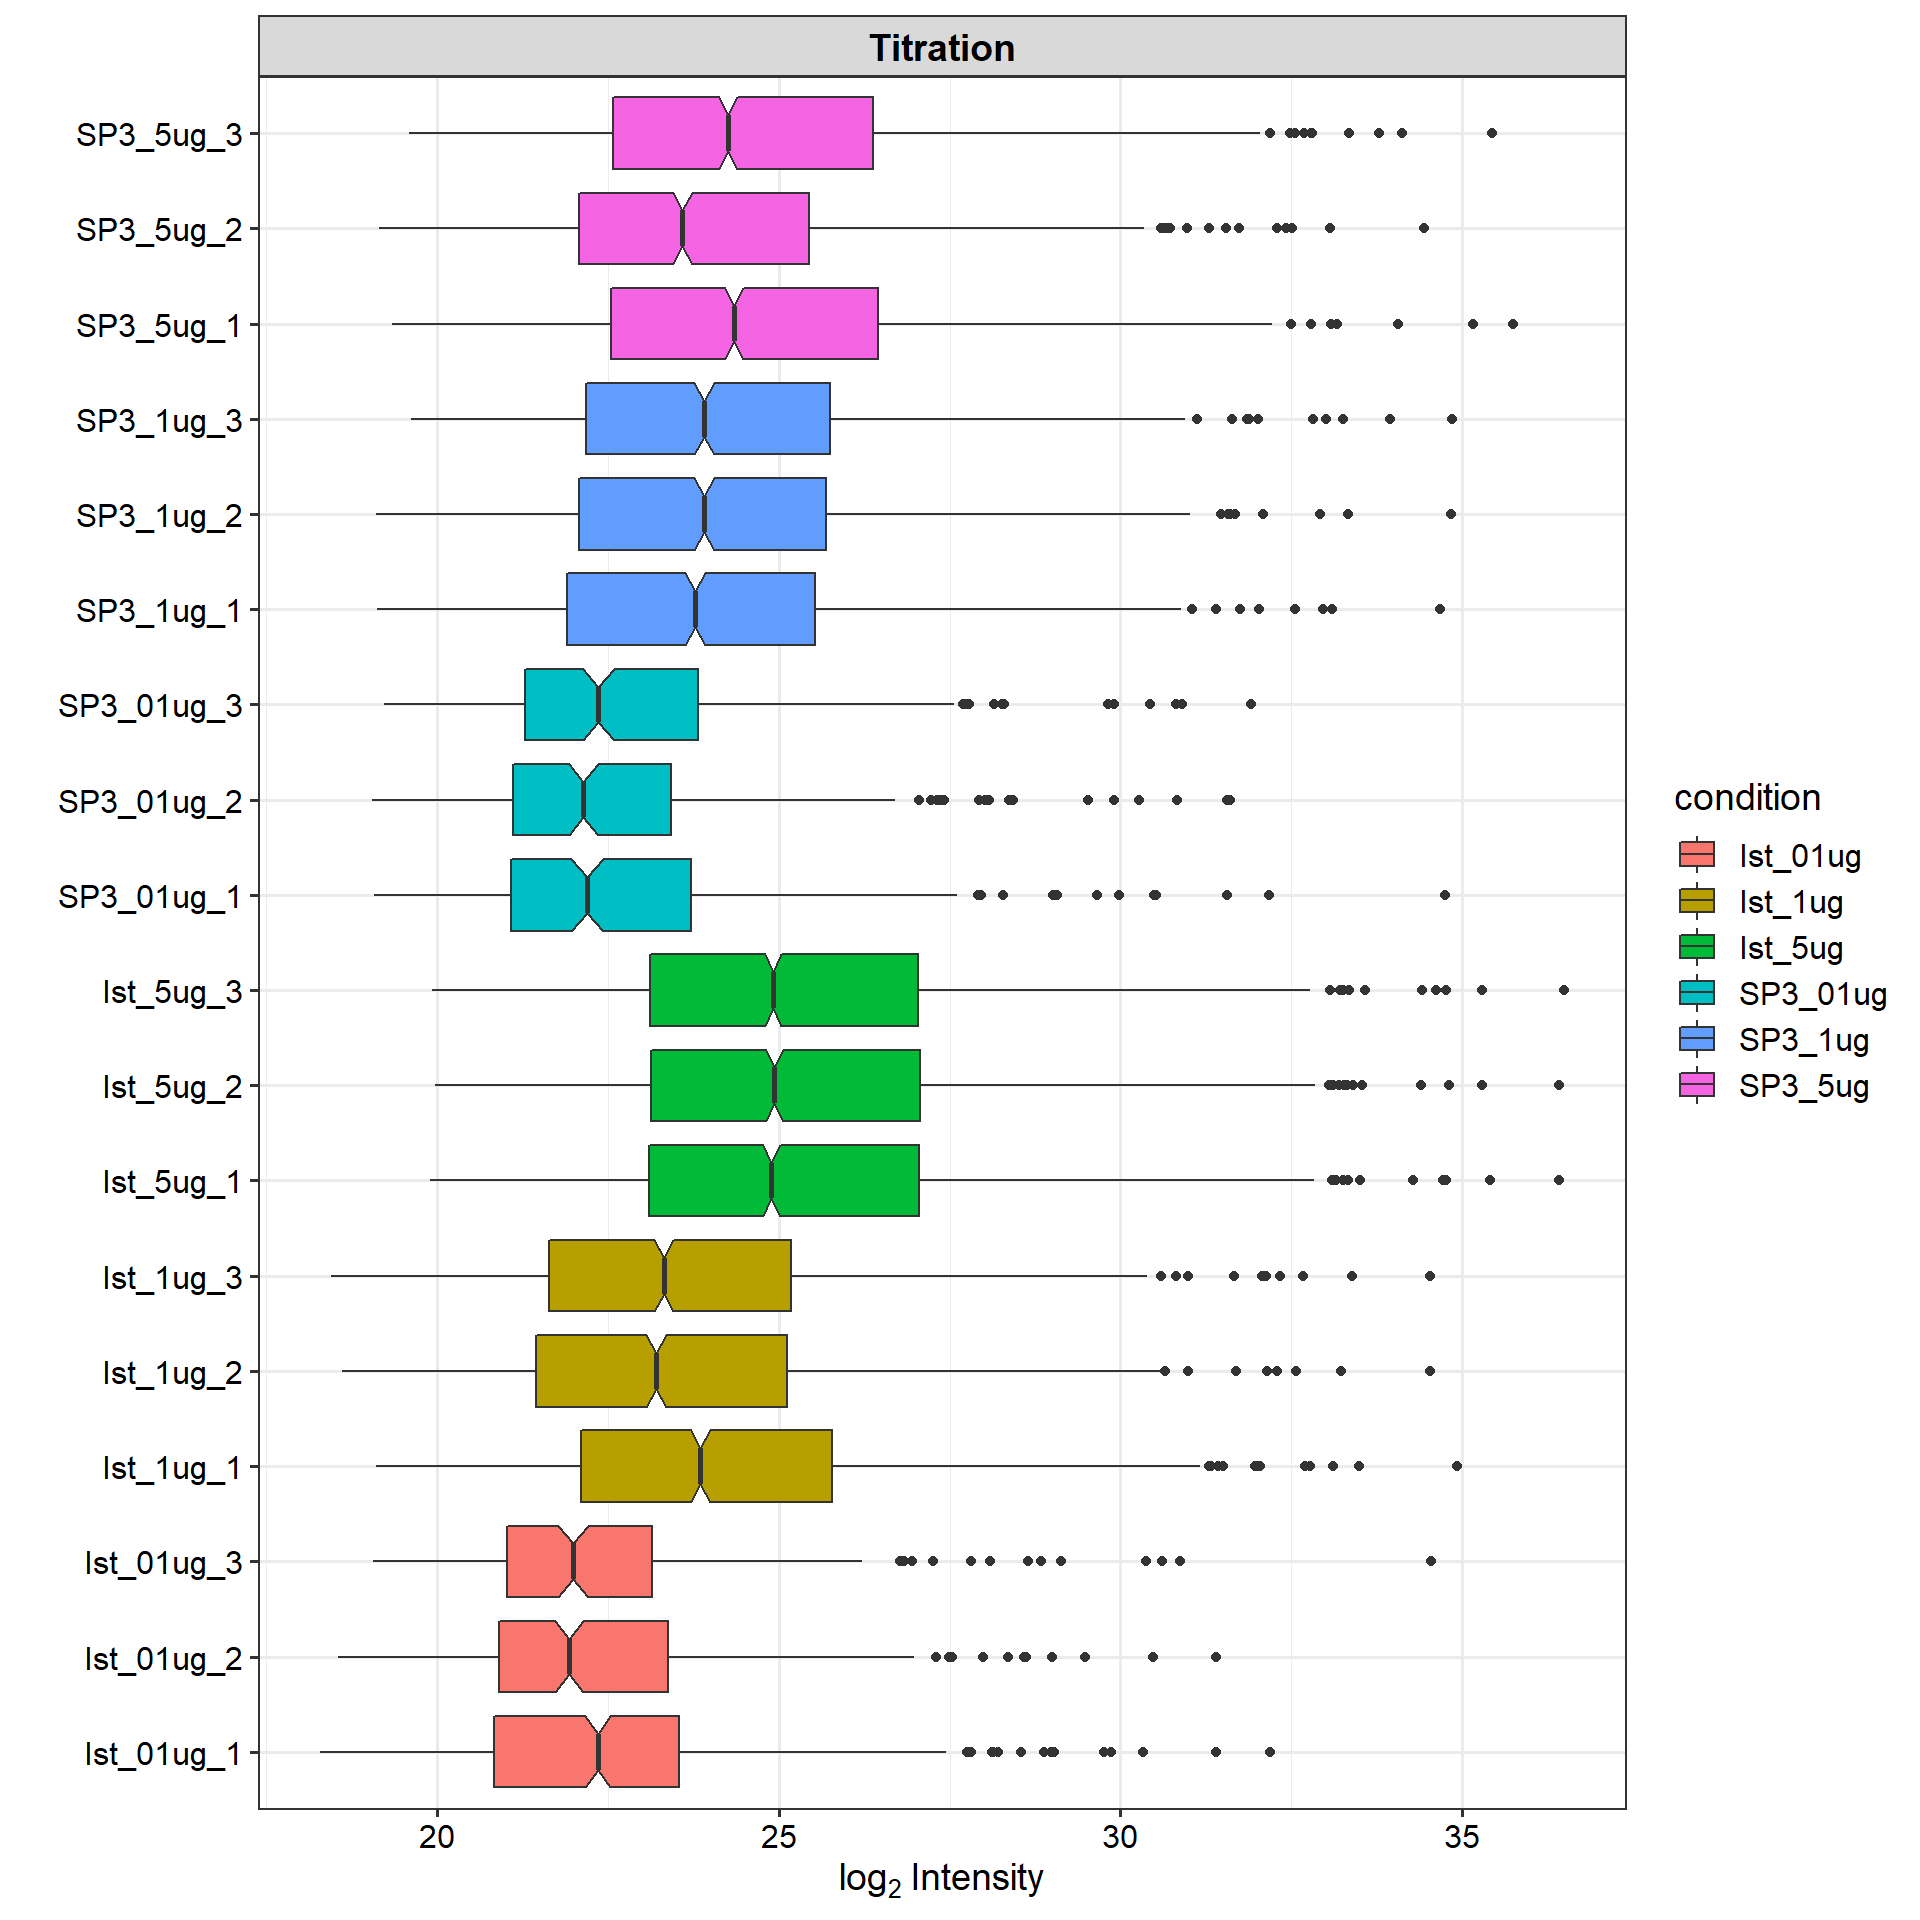 Titration
SP3_5ug_3
SP3_5ug_2
SP3_5ug_1
SP3_1ug_3
SP3_1ug_2
SP3_1ug_1
SP3_01ug_3
SP3_01ug_2
SP3_01ug_1
Ist_5ug_3
Ist_5ug_2
Ist_5ug_1
Ist_1ug_3
Ist_1ug_2
Ist_1ug_1
Ist_01ug_3
Ist_01ug_2
Ist_01ug_1
20 25 30 35
log₂ Intensity
condition
Ist_01ug
Ist_1ug
Ist_5ug
SP3_01ug
SP3_1ug
SP3_5ug